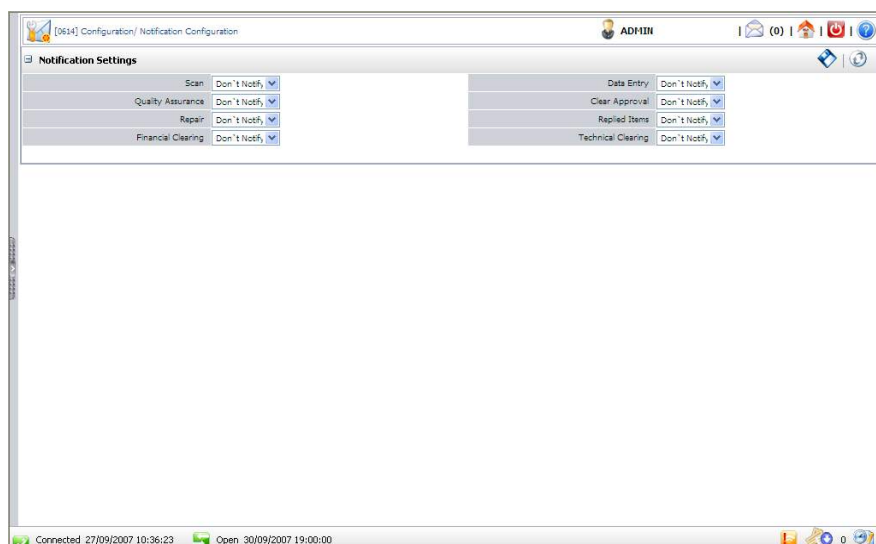 [0614] Configuration/ Notification Configuration ADMIN | (0) | | |
Notification Settings |
Scan Don`t Notify Data Entry Don`t Notify
Quality Assurance Don`t Notify Clear Approval Don`t Notify
Repair Don`t Notify Replied Items Don`t Notify
Financial Clearing Don`t Notify Technical Clearing Don`t Notify
Connected 27/09/2007 10:36:23 Open 30/09/2007 19:00:00 0